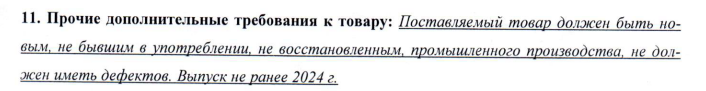 11. Прочие дополнительные требования к товару: Поставляемый товар должен быть но-
вым, не бывшим в употреблении, не восстановленным, промышленного производства, не дол-
жен иметь дефектов. Выпуск не ранее 2024 г.